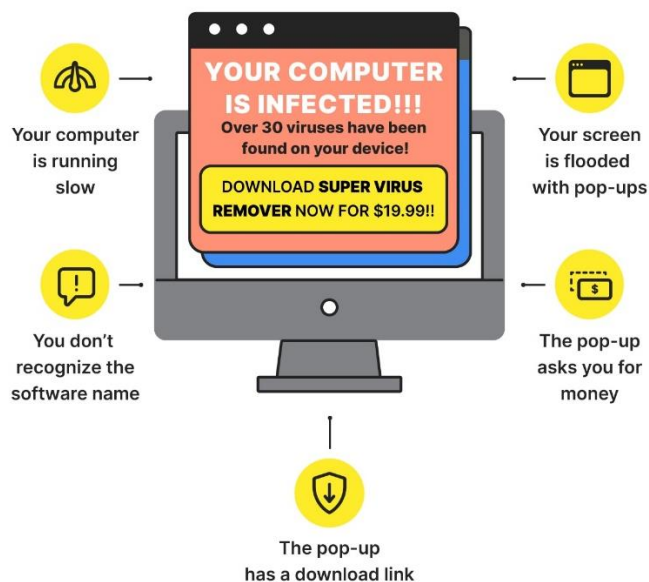 YOUR COMPUTER
IS INFECTED!!!
Over 30 viruses have been
found on your device!
DOWNLOAD SUPER VIRUS
REMOVER NOW FOR $19.99!!
Your computer
is running
slow
Your screen
is flooded
with pop-ups
You don’t
recognize the
software name
$
The pop-up
asks you for
money
The pop-up
has a download link